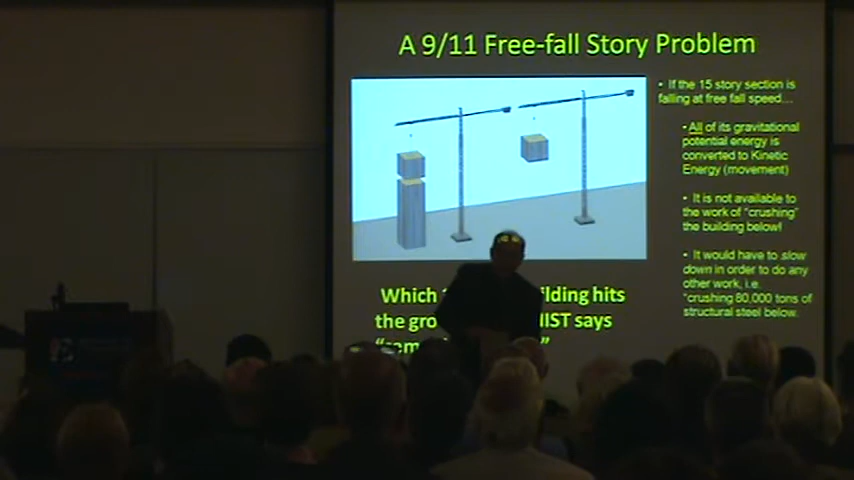 A 9/11 Free-fall Story Problem
• If the 15 story section is
falling at free fall speed…
• All of its gravitational
potential energy is
converted to Kinetic
Energy (movement)
• It is not available to
the work of "crushing"
the building below!
• It would have to slow
down in order to do any
other work, i.e.
"crushing 80,000 tons of
structural steel below.
Which ilding hits
the gro IST says